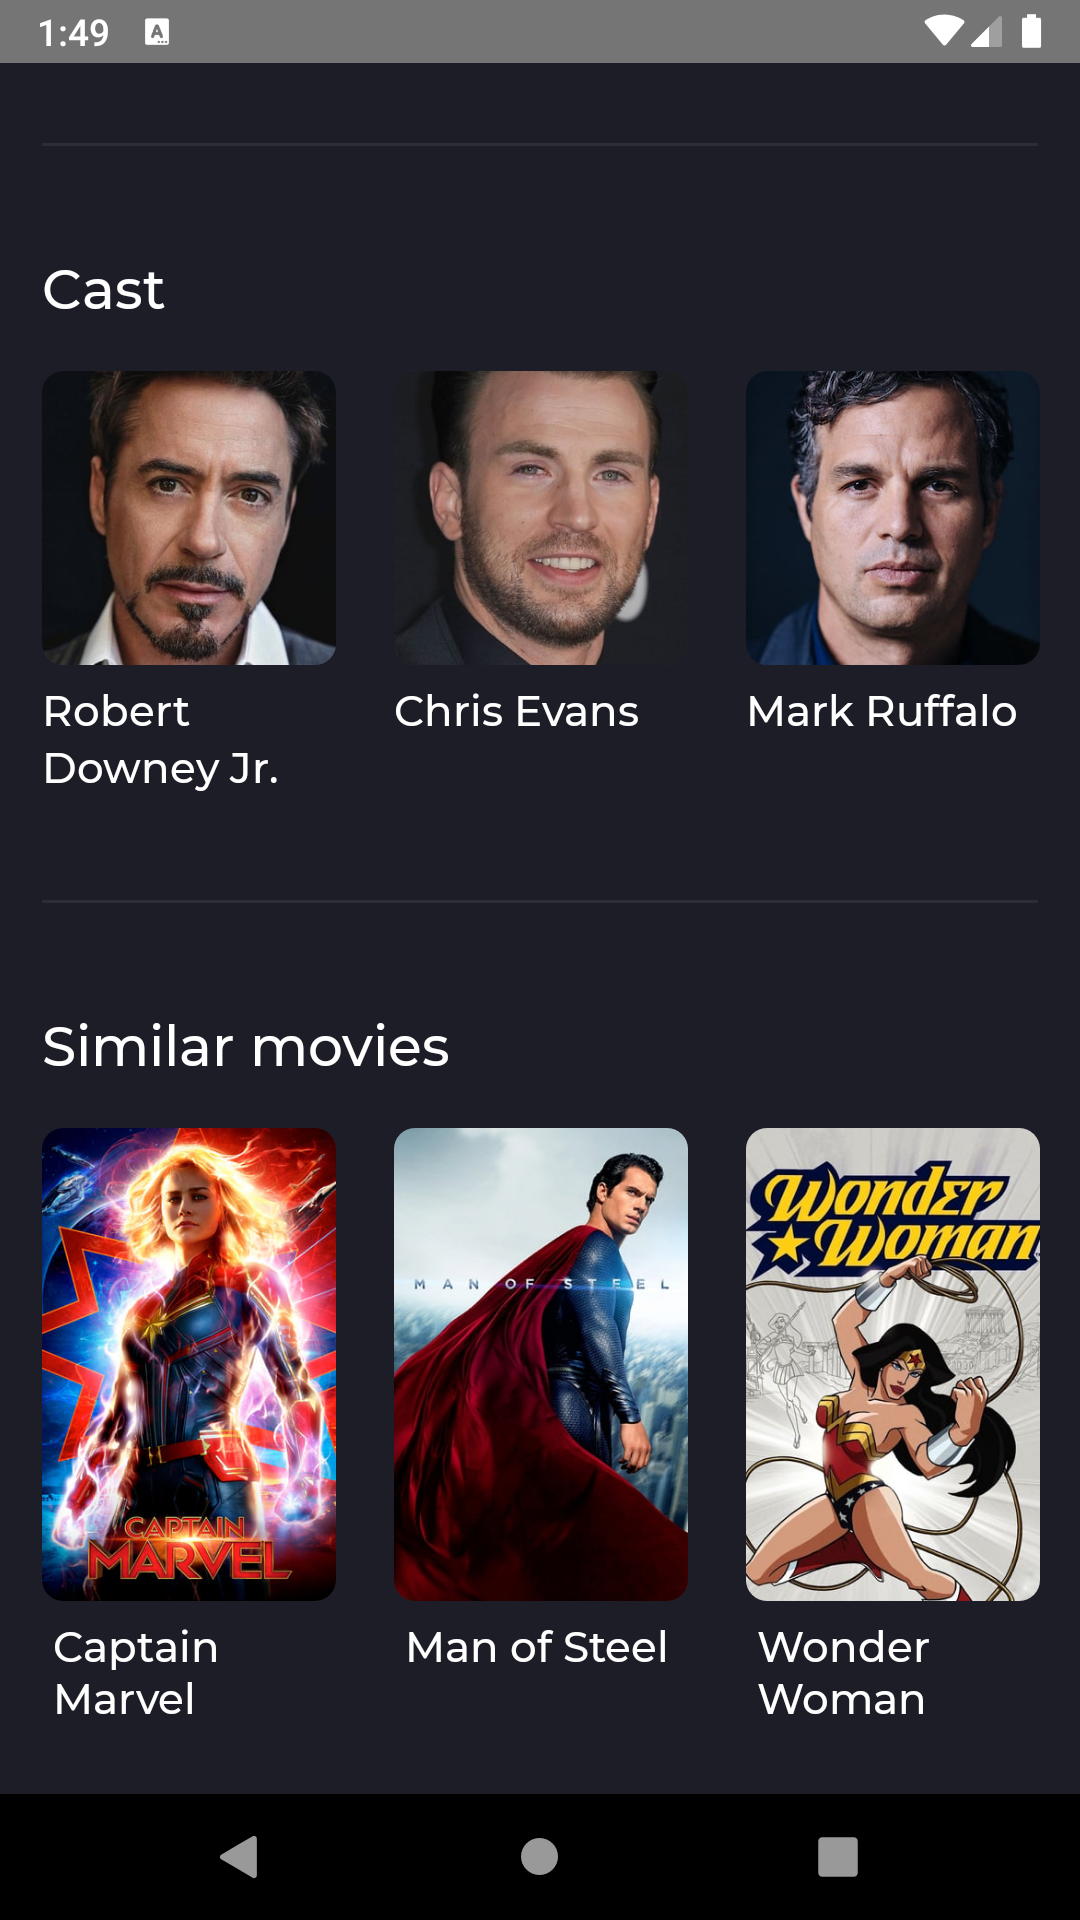 1:49
Cast
Robert
Downey Jr.
Chris Evans
Mark Ruffalo
Similar movies
CAPTAIN
MARVEL
MAN OF STEEL
Wonder
Woman
Captain
Marvel
Man of Steel
Wonder
Woman